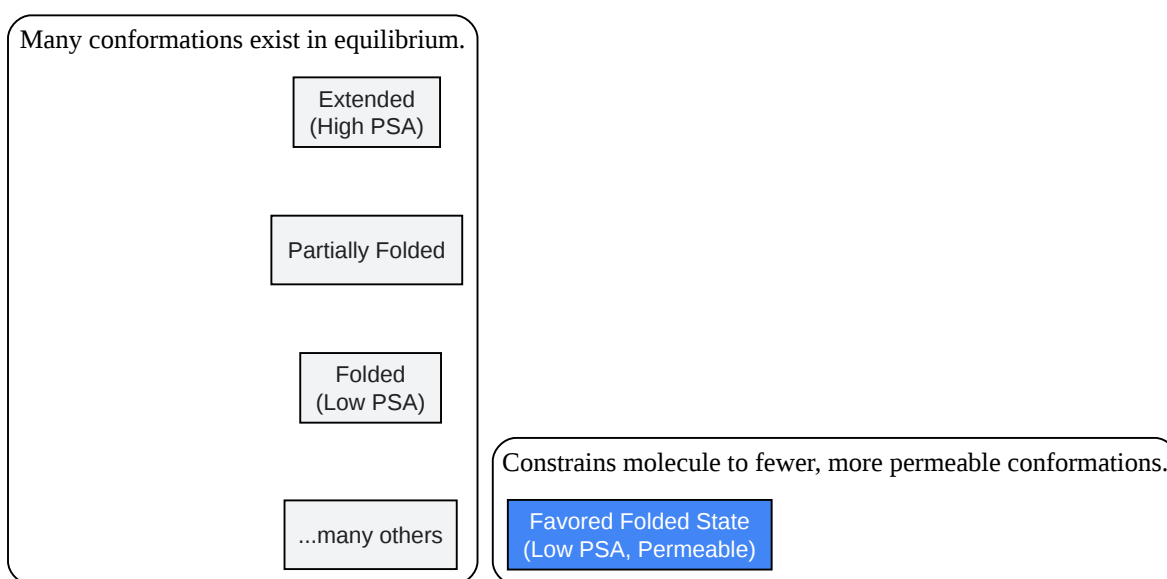 Many conformations exist in equilibrium.
Extended
(High PSA)
Partially Folded
Folded
(Low PSA)
...many others
Constrains molecule to fewer, more permeable conformations.
Favored Folded State
(Low PSA, Permeable)